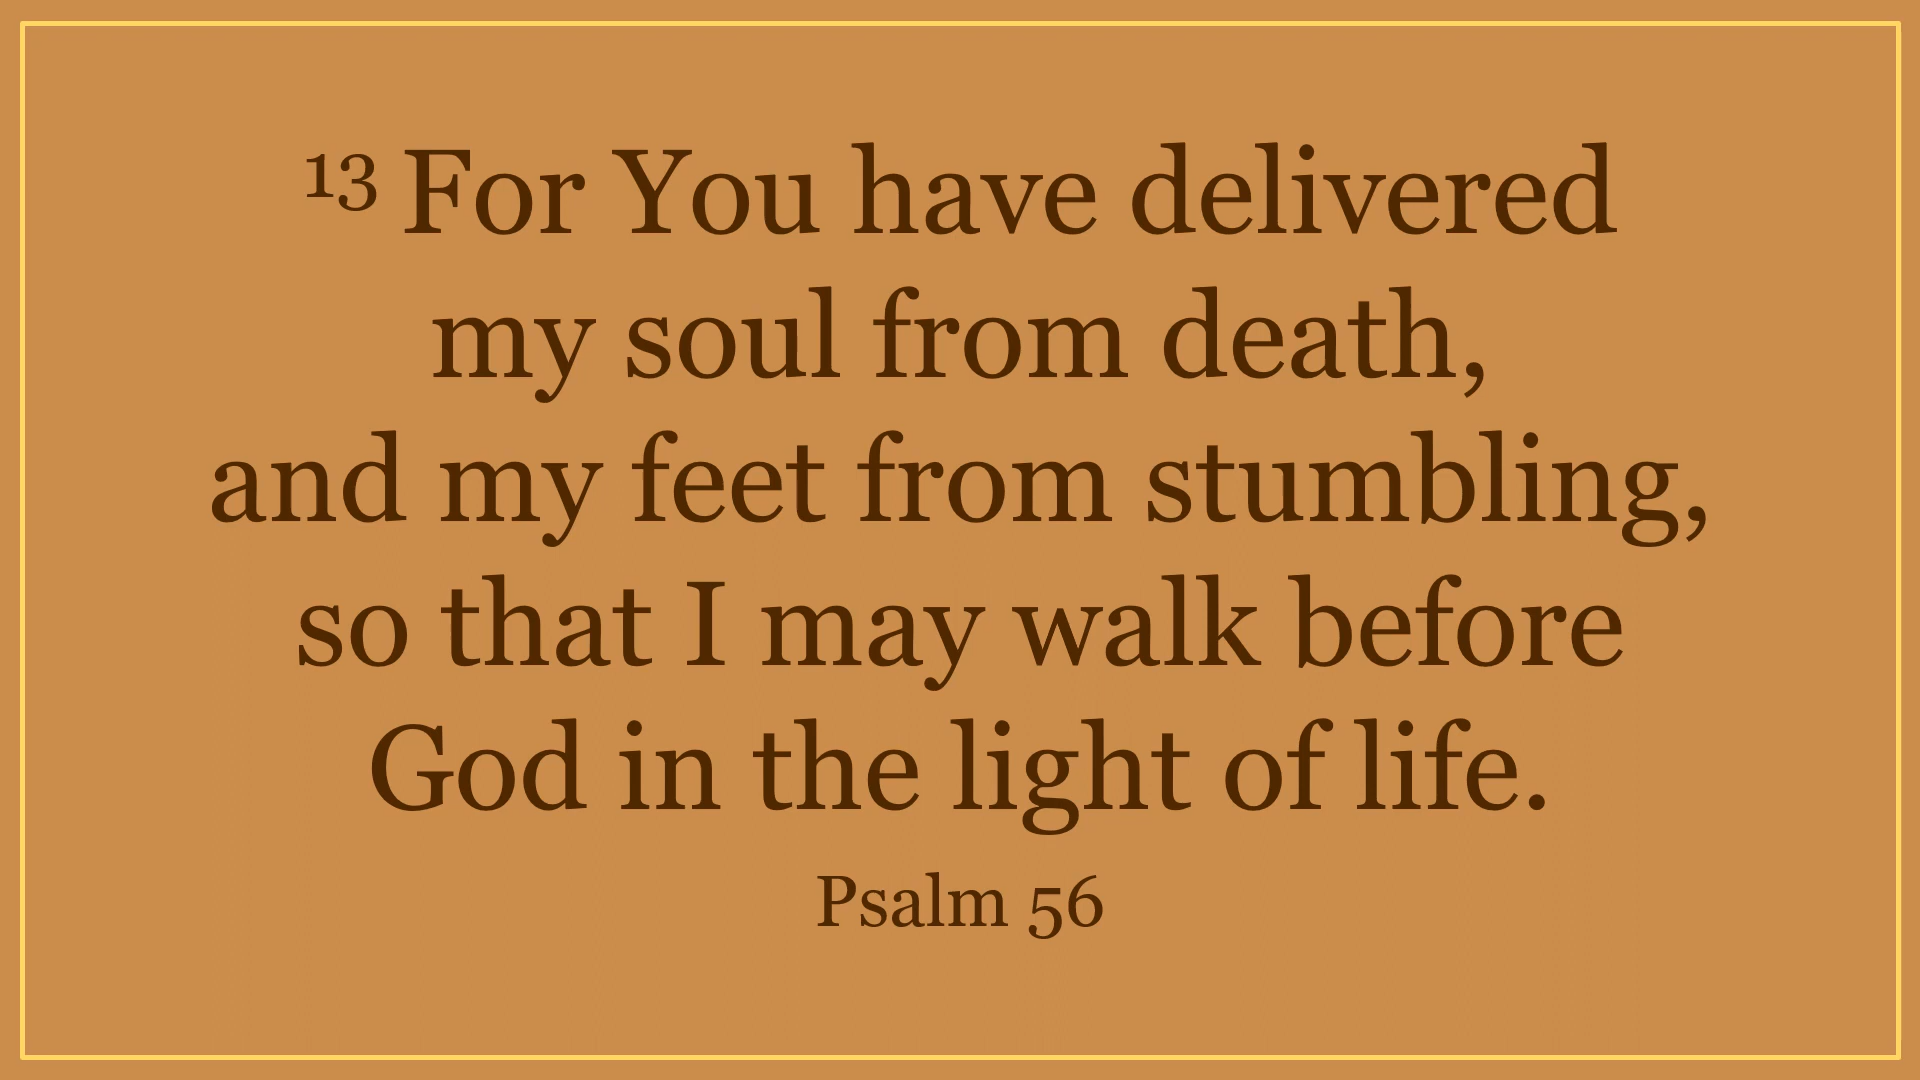 13 For You have delivered
my soul from death,
and my feet from stumbling,
so that I may walk before
God in the light of life.
Psalm 56